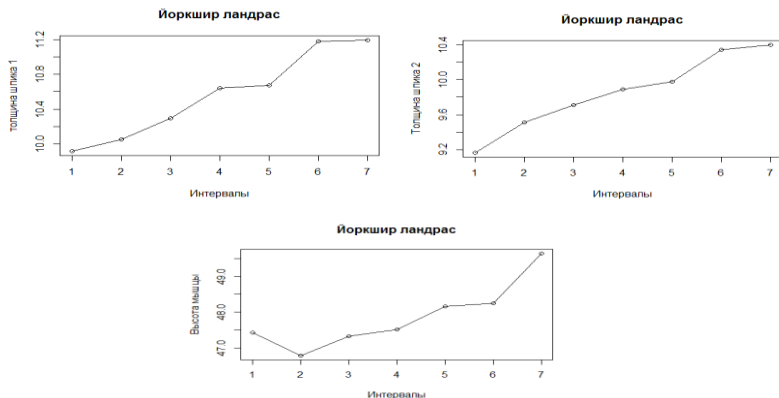 Йоркшир ландрас
толщина шпика 1
10.0 10.4 10.8 11.2
1 2 3 4 5 6 7
Интервалы
Йоркшир ландрас
Толщина шпика 2
9.2 9.6 10.0 10.4
1 2 3 4 5 6 7
Интервалы
Йоркшир ландрас
Высота мышцы
47.0 48.0 49.0
1 2 3 4 5 6 7
Интервалы